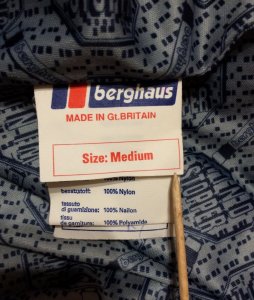 berghaus
MADE IN Gt.BRITAIN
Size: Medium
100% Nylon
100% Nylon
tessuto
di guarnizione: 100% Nailon
tissu
de garniture: 100% Polyamide